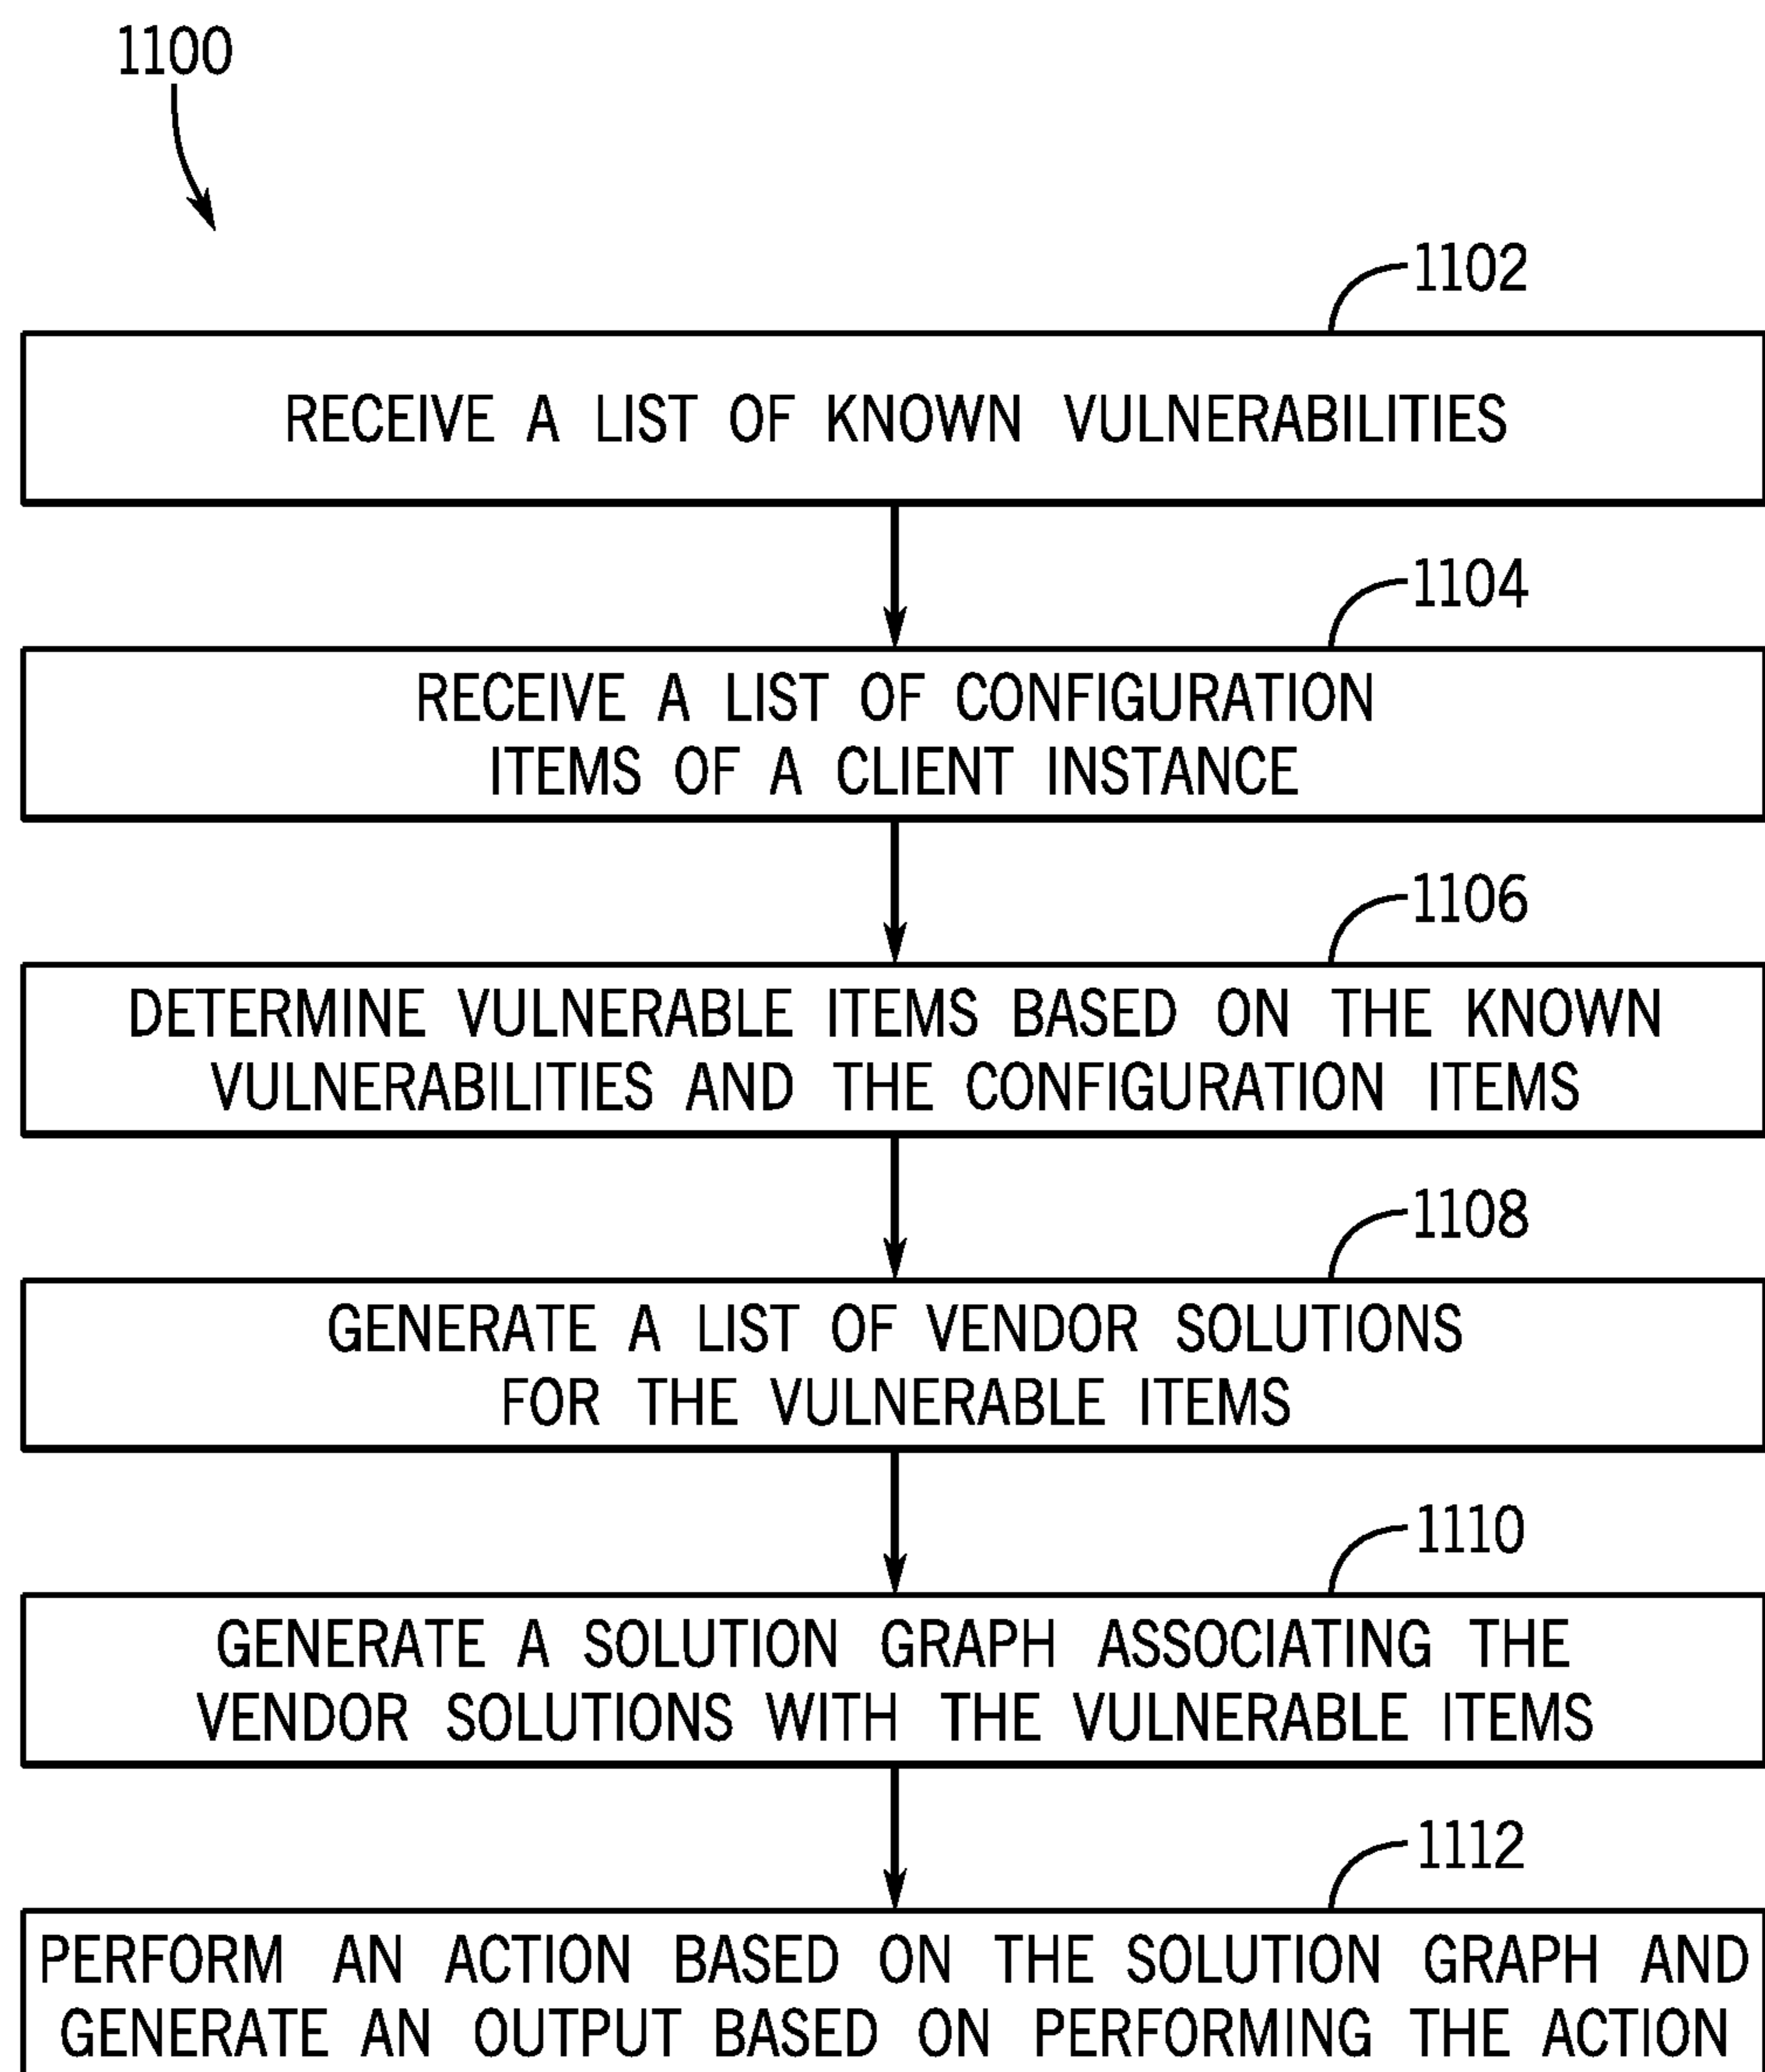 1100
1102
RECEIVE A LIST OF KNOWN VULNERABILITIES
1104
RECEIVE A LIST OF CONFIGURATION
ITEMS OF A CLIENT INSTANCE
1106
DETERMINE VULNERABLE ITEMS BASED ON THE KNOWN
VULNERABILITIES AND THE CONFIGURATION ITEMS
1108
GENERATE A LIST OF VENDOR SOLUTIONS
FOR THE VULNERABLE ITEMS
1110
GENERATE A SOLUTION GRAPH ASSOCIATING THE
VENDOR SOLUTIONS WITH THE VULNERABLE ITEMS
1112
PERFORM AN ACTION BASED ON THE SOLUTION GRAPH AND
GENERATE AN OUTPUT BASED ON PERFORMING THE ACTION